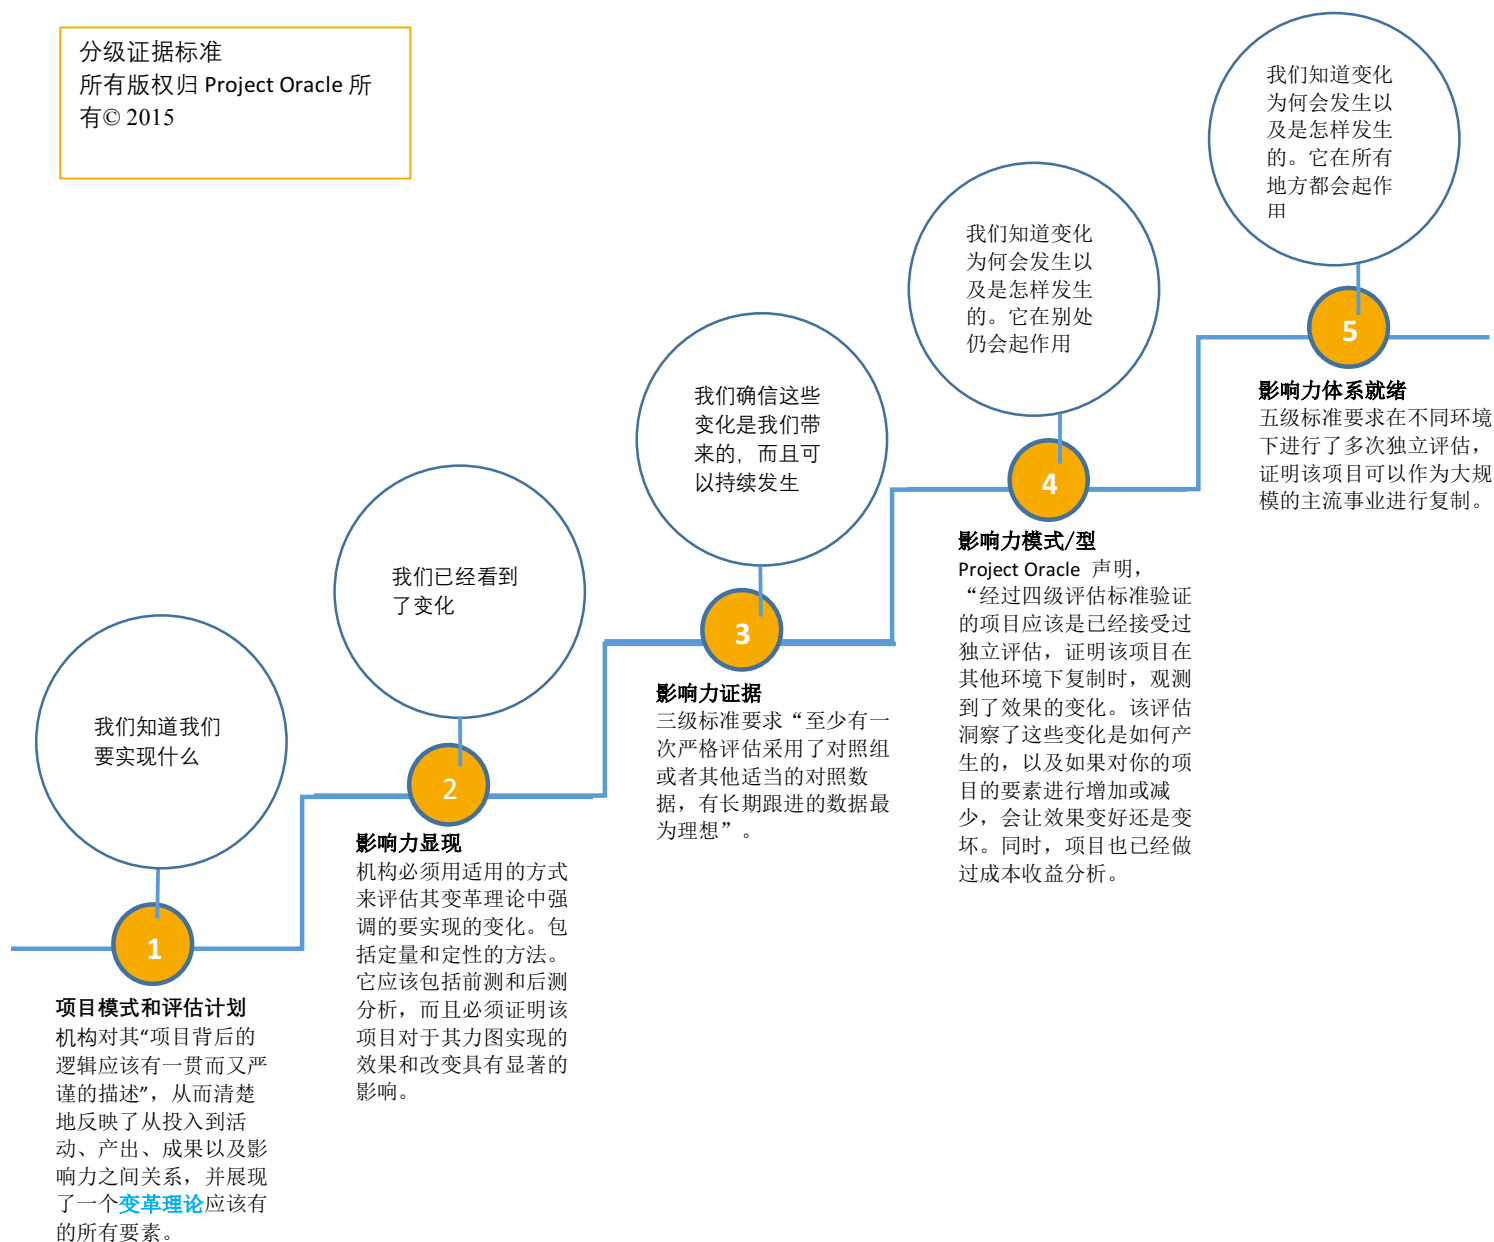 分级证据标准
所有版权归 Project Oracle 所
有© 2015
我们知道我们
要实现什么
1
项目模式和评估计划
机构对其“项目背后的
逻辑应该有一贯而又严
谨的描述”，从而清楚
地反映了从投入到活
动、产出、成果以及影
响力之间关系，并展现
了一个变革理论应该有
的所有要素。
我们已经看到
了变化
2
影响力显现
机构必须用适用的方式
来评估其变革理论中强
调的要实现的变化。包
括定量和定性的方法。
它应该包括前测和后测
分析，而且必须证明该
项目对于其力图实现的
效果和改变具有显著的
影响。
我们确信这些
变化是我们带
来的，而且可
以持续发生
3
影响力证据
三级标准要求“至少有一
次严格评估采用了对照组
或者其他适当的对照数
据，有长期跟进的数据最
为理想”。
我们知道变化
为何会发生以
及是怎样发生
的。它在别处
仍会起作用
4
影响力模式/型
Project Oracle 声明，
“经过四级评估标准验证
的项目应该是已经接受过
独立评估，证明该项目在
其他环境下复制时，观测
到了效果的变化。该评估
洞察了这些变化是如何产
生的，以及如果对你的项
目的要素进行增加或减
少，会让效果变好还是变
坏。同时，项目也已经做
过成本收益分析。
我们知道变化
为何会发生以
及是怎样发生
的。它在所有
地方都会起作
用
5
影响力体系就绪
五级标准要求在不同环境
下进行了多次独立评估，
证明该项目可以作为大规
模的主流事业进行复制。